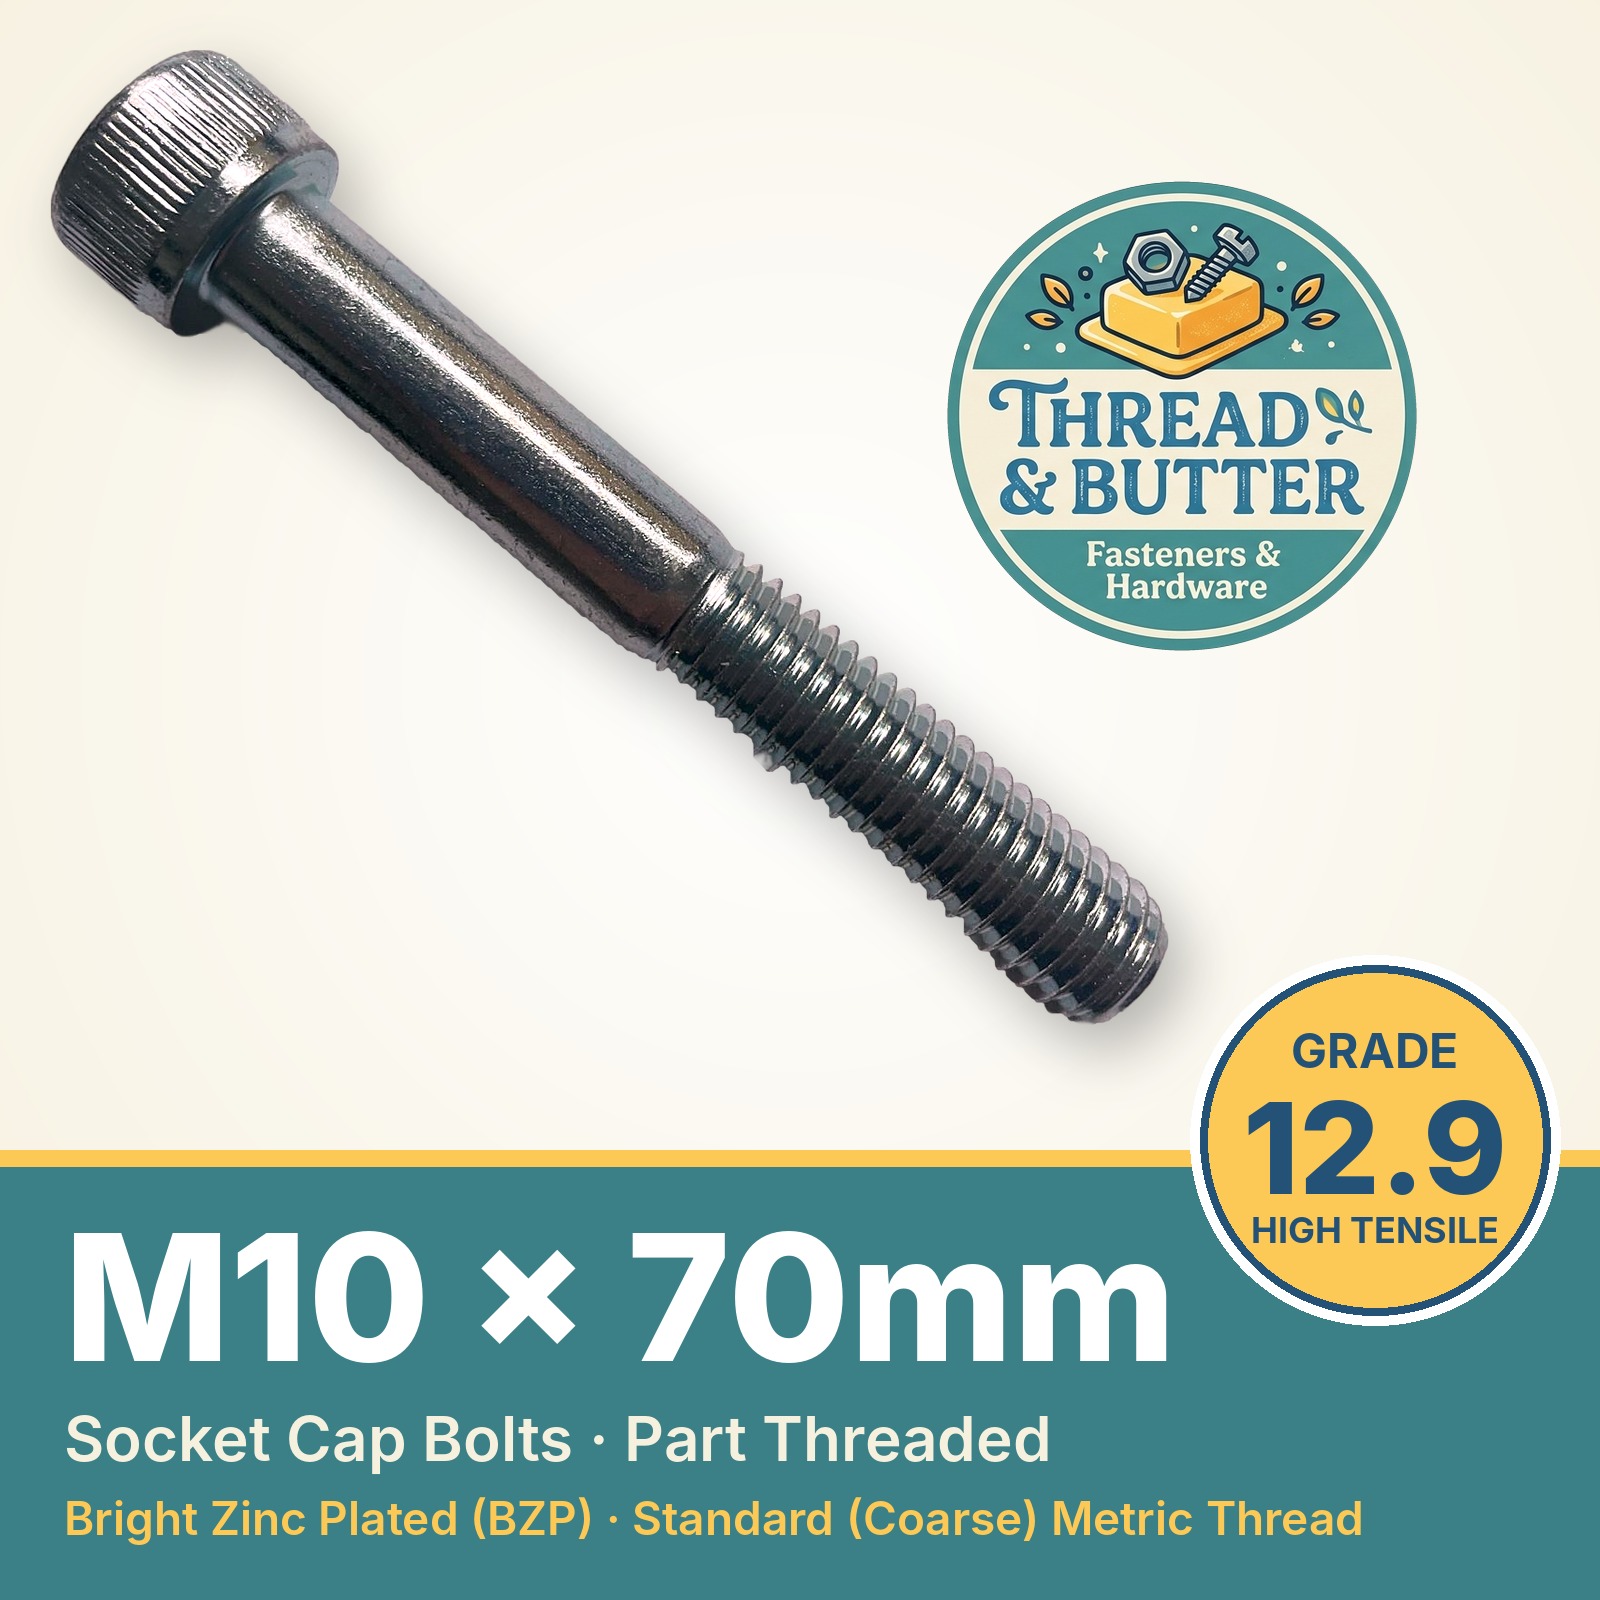 THREAD
& BUTTER
Fasteners &
Hardware
GRADE
12.9
HIGH TENSILE
M10 × 70mm
Socket Cap Bolts · Part Threaded
Bright Zinc Plated (BZP) · Standard (Coarse) Metric Thread